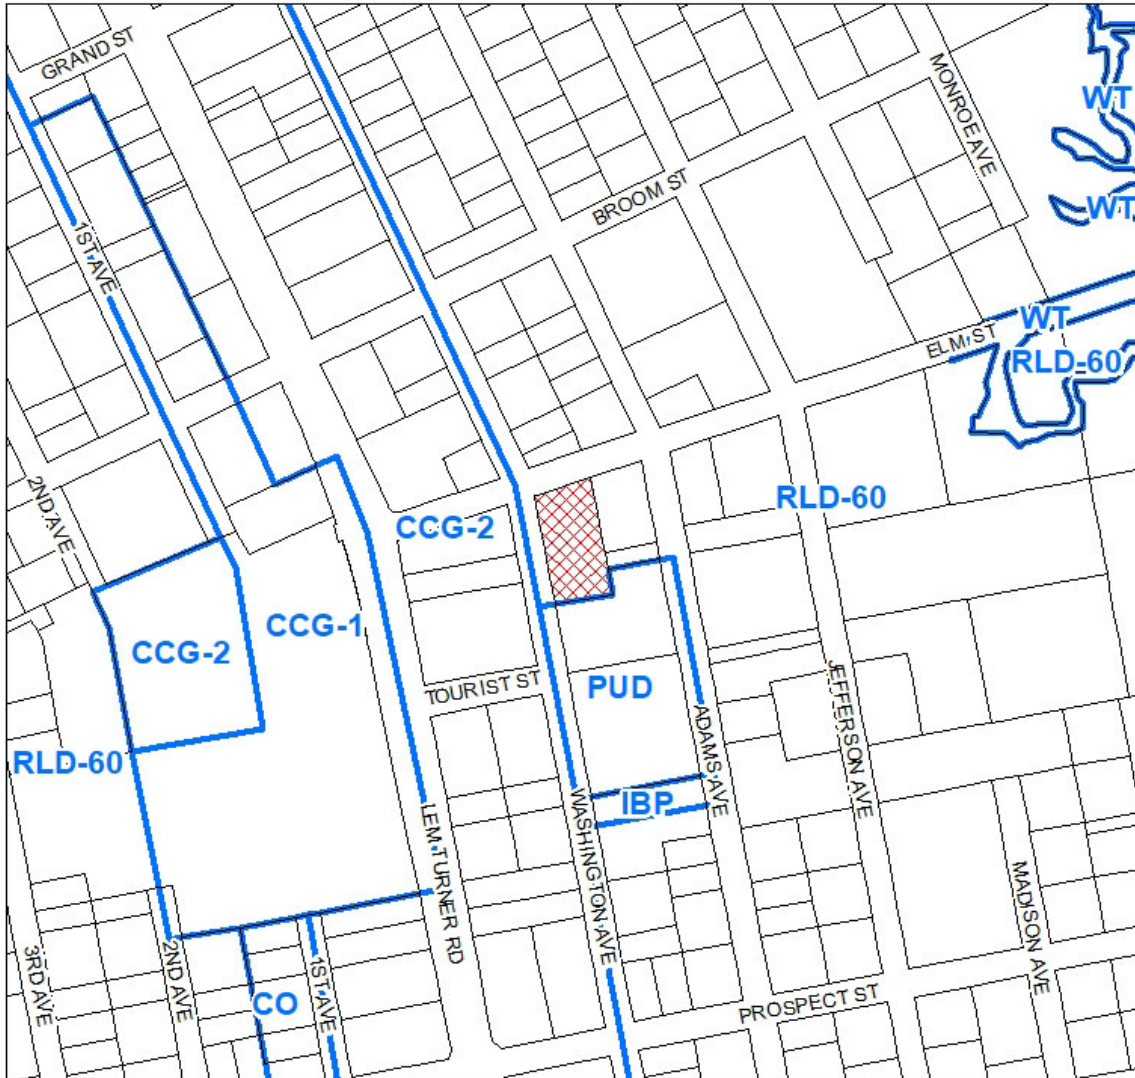 GRAND ST
MONROE AVE
WT
BROOM ST
WT
1ST AVE
WT
ELM ST
RLD-60
2ND AVE
RLD-60
CCG-2
CCG-1
CCG-2
TOURIST ST
PUD
JEFFERSON AVE
ADAMS AVE
RLD-60
IBP
WASHINGTON AVE
LEM TURNER RD
MADISON AVE
3RD AVE
2ND AVE
1ST AVE
CO
PROSPECT ST